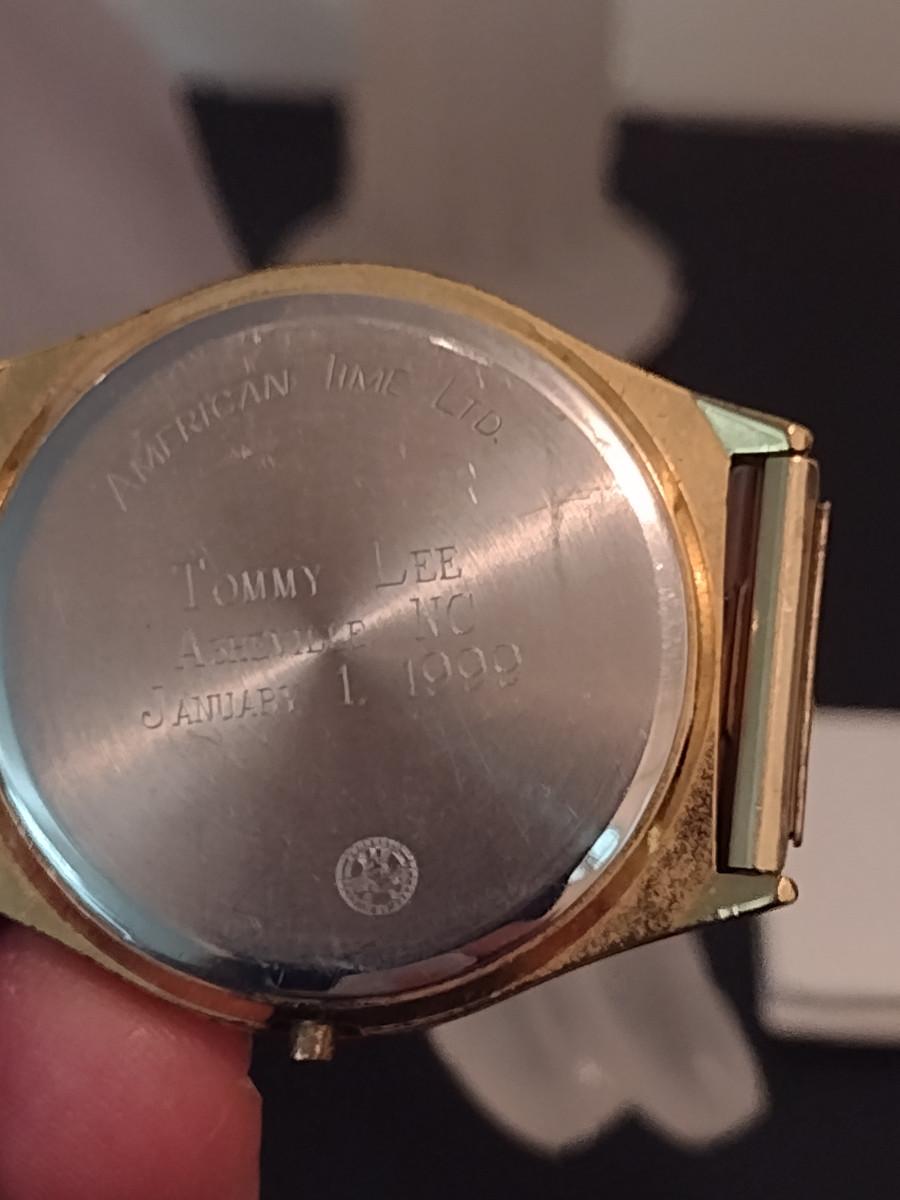 AMERICAN TIME LTD.
TOMMY LEE
ASHEVILLE NC
JANUARY 1, 1999